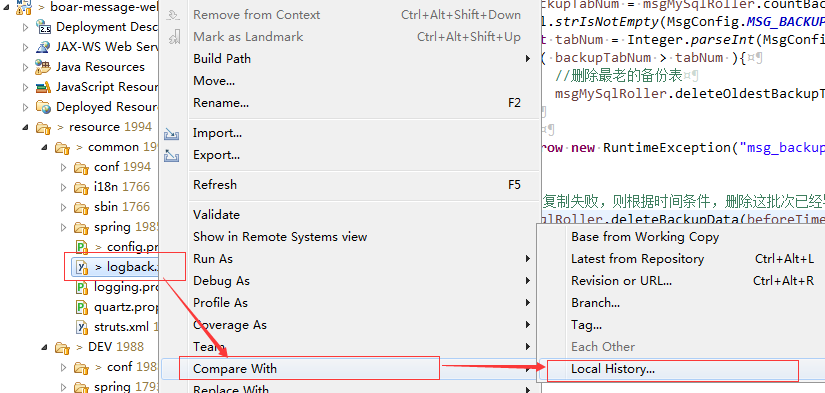 > boar-message-wel
Deployment Desc
JAX-WS Web Serv
Java Resources
JavaScript Resour
Deployed Resourc
> resource 1994
> common 199
> conf 1994
i18n 1766
sbin 1766
spring 1985
> config.pr
> logback.x
logging.prop
quartz.prop
struts.xml 1
> DEV 1988
> conf 198
spring 179
Remove from Context Ctrl+Alt+Shift+Down
Mark as Landmark Ctrl+Alt+Shift+Up
Build Path
Move...
Rename... F2
Import...
Export...
Refresh F5
Validate
Show in Remote Systems view
Run As
Debug As
Profile As
Coverage As
Team
Compare With
Replace With
Base from Working Copy
Latest from Repository Ctrl+Alt+L
Revision or URL... Ctrl+Alt+R
Branch...
Tag...
Each Other
Local History...
ackupTabNum = msgMySqlRoller.countBac
l.strIsNotEmpty(MsgConfig.MSG_BACKUP
t tabNum = Integer.parseInt(MsgConfi
( backupTabNum > tabNum ){
//删除最老的备份表
msgMySqlRoller.deleteOldestBackupT
row new RuntimeException("msg_backup
复制失败，则根据时间条件，删除这批次已经
qlRoller.deleteBackupData(beforeTime